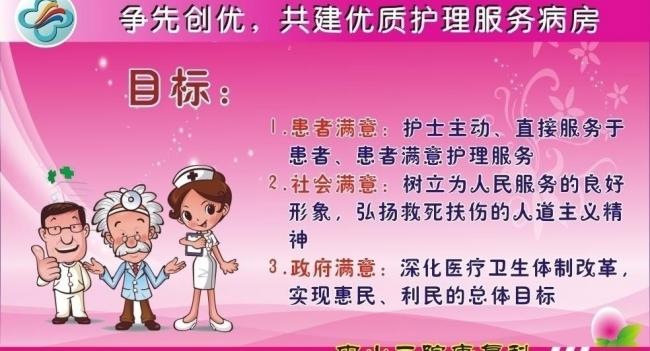 争先创优，共建优质护理服务病房
目标：
1.患者满意：护士主动、直接服务于
患者、患者满意护理服务
2.社会满意：树立为人民服务的良好
形象，弘扬救死扶伤的人道主义精
神
3.政府满意：深化医疗卫生体制改革，
实现惠民、利民的总体目标